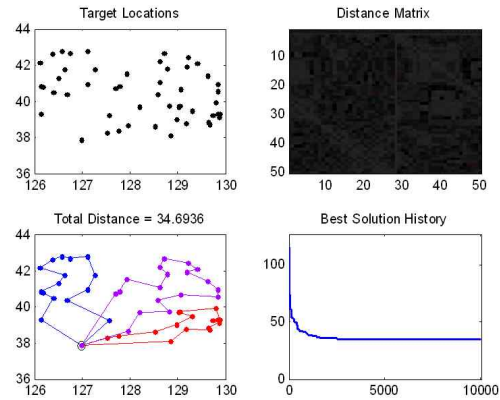 Target Locations
44
42
40
38
36
126 127 128 129 130
Distance Matrix
10
20
30
40
50
10 20 30 40 50
Total Distance = 34.6936
44
42
40
38
36
126 127 128 129 130
Best Solution History
100
50
0
0 5000 10000